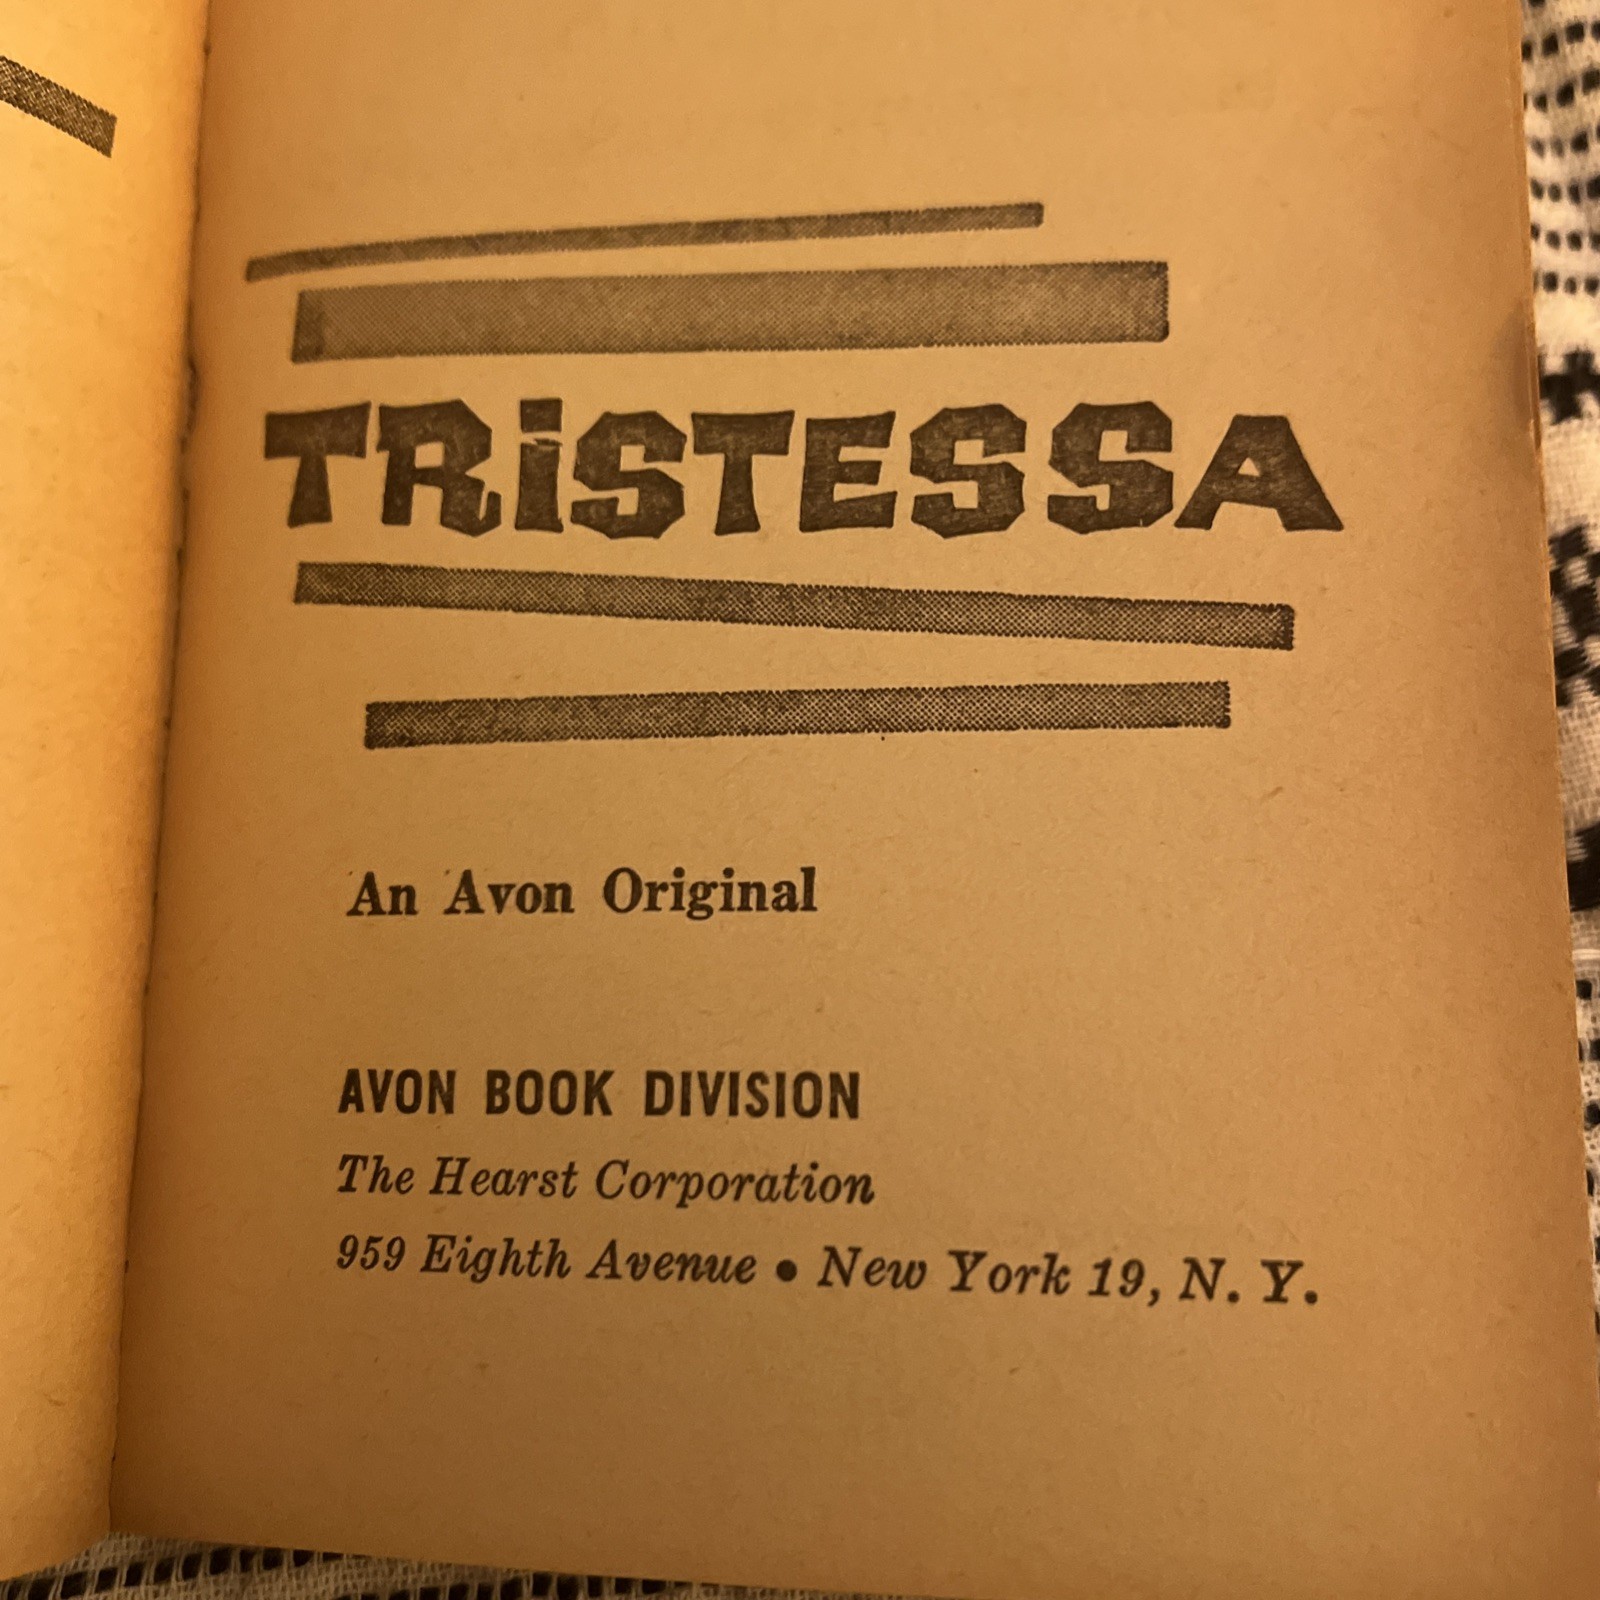 TRiSTESSA
An Avon Original
AVON BOOK DIVISION
The Hearst Corporation
959 Eighth Avenue • New York 19, N. Y.